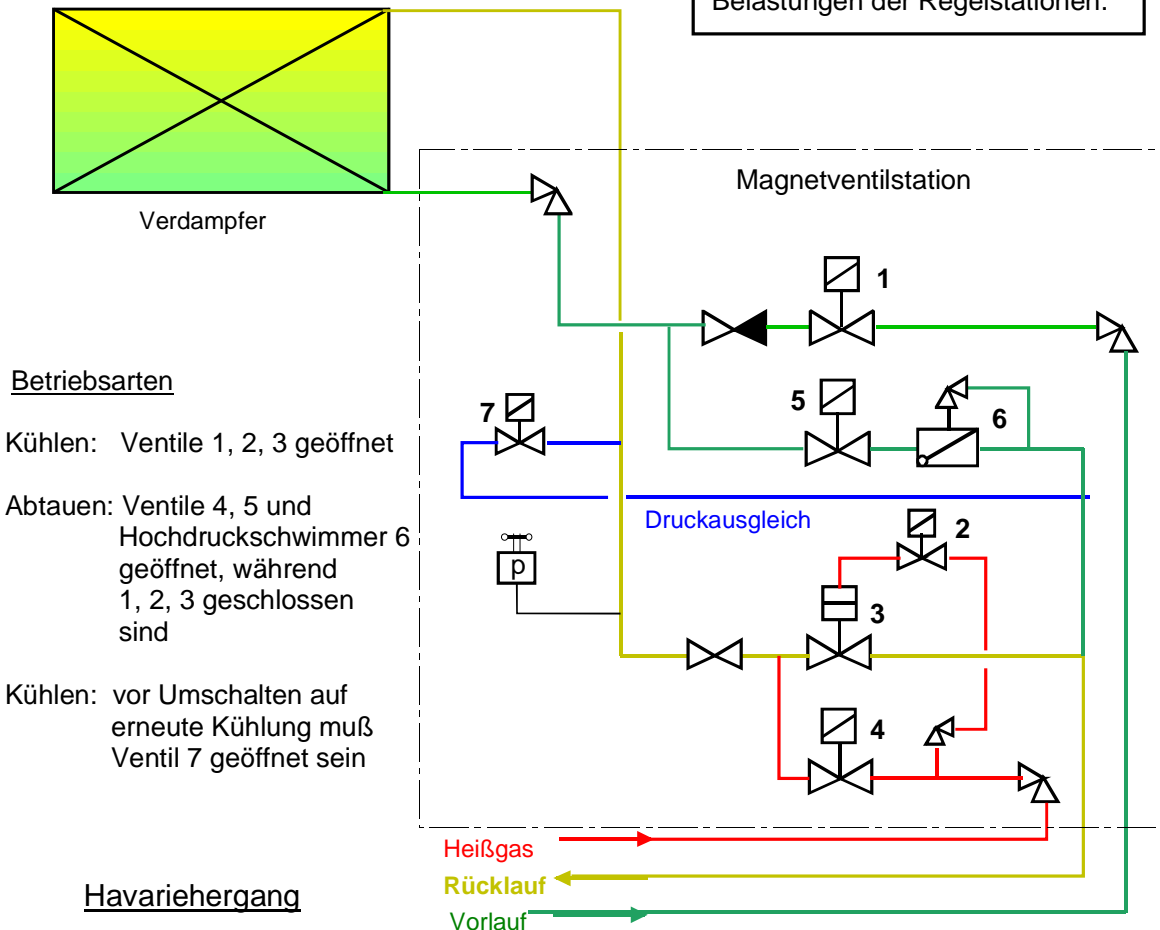 Belastungen der Regelstationen.
Magnetventilstation
Verdampfer
1
Betriebsarten
5
6
7
Kühlen: Ventile 1, 2, 3 geöffnet
Abtauen: Ventile 4, 5 und
Hochdruckschwimmer 6
geöffnet, während
1, 2, 3 geschlossen
sind
Druckausgleich
2
p
3
Kühlen: vor Umschalten auf
erneute Kühlung muß
Ventil 7 geöffnet sein
4
Heißgas
Rücklauf
Havariehergang
Vorlauf